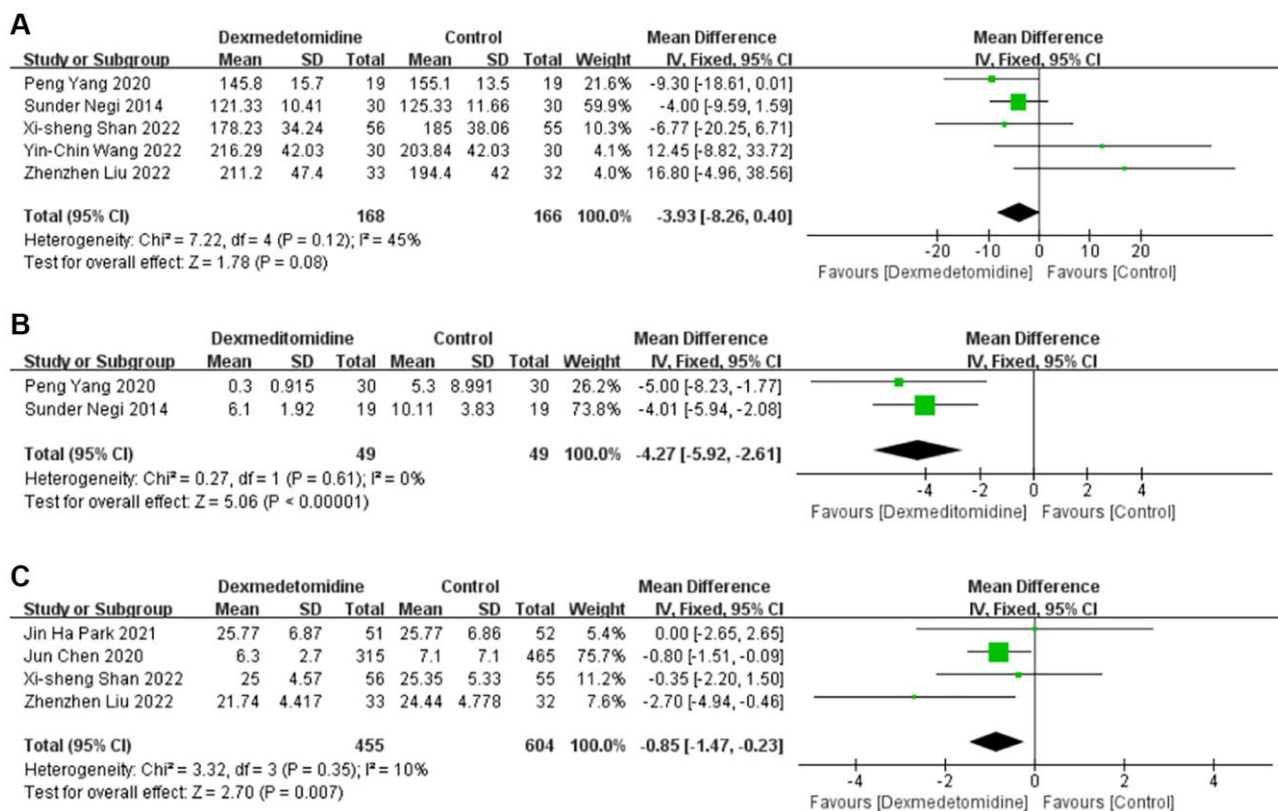 A
Dexmedetomidine Control Mean Difference Mean Difference
Study or Subgroup Mean SD Total Mean SD Total Weight IV, Fixed, 95% CI IV, Fixed, 95% CI
Peng Yang 2020 145.8 15.7 19 155.1 13.5 19 21.6% -9.30 [-18.61, 0.01]
Sunder Negi 2014 121.33 10.41 30 125.33 11.66 30 59.9% -4.00 [-9.59, 1.59]
Xi-sheng Shan 2022 178.23 34.24 56 185 38.06 55 10.3% -6.77 [-20.25, 6.71]
Yin-Chin Wang 2022 216.29 42.03 30 203.84 42.03 30 4.1% 12.45 [-8.82, 33.72]
Zhenzhen Liu 2022 211.2 47.4 33 194.4 42 32 4.0% 16.80 [-4.96, 38.56]
Total (95% CI) 168 166 100.0% -3.93 [-8.26, 0.40]
Heterogeneity: Chi² = 7.22, df = 4 (P = 0.12); I² = 45%
Test for overall effect: Z = 1.78 (P = 0.08)
-20 -10 0 10 20
Favours [Dexmedetomidine] Favours [Control]
B
Dexmeditomidine Control Mean Difference Mean Difference
Study or Subgroup Mean SD Total Mean SD Total Weight IV, Fixed, 95% CI IV, Fixed, 95% CI
Peng Yang 2020 0.3 0.915 30 5.3 8.991 30 26.2% -5.00 [-8.23, -1.77]
Sunder Negi 2014 6.1 1.92 19 10.11 3.83 19 73.8% -4.01 [-5.94, -2.08]
Total (95% CI) 49 49 100.0% -4.27 [-5.92, -2.61]
Heterogeneity: Chi² = 0.27, df = 1 (P = 0.61); I² = 0%
Test for overall effect: Z = 5.06 (P < 0.00001)
-4 -2 0 2 4
Favours [Dexmeditomidine] Favours [Control]
C
Dexmedetomidine Control Mean Difference Mean Difference
Study or Subgroup Mean SD Total Mean SD Total Weight IV, Fixed, 95% CI IV, Fixed, 95% CI
Jin Ha Park 2021 25.77 6.87 51 25.77 6.86 52 5.4% 0.00 [-2.65, 2.65]
Jun Chen 2020 6.3 2.7 315 7.1 7.1 465 75.7% -0.80 [-1.51, -0.09]
Xi-sheng Shan 2022 25 4.57 56 25.35 5.33 55 11.2% -0.35 [-2.20, 1.50]
Zhenzhen Liu 2022 21.74 4.417 33 24.44 4.778 32 7.6% -2.70 [-4.94, -0.46]
Total (95% CI) 455 604 100.0% -0.85 [-1.47, -0.23]
Heterogeneity: Chi² = 3.32, df = 3 (P = 0.35); I² = 10%
Test for overall effect: Z = 2.70 (P = 0.007)
-4 -2 0 2 4
Favours [Dexmedetomidine] Favours [Control]